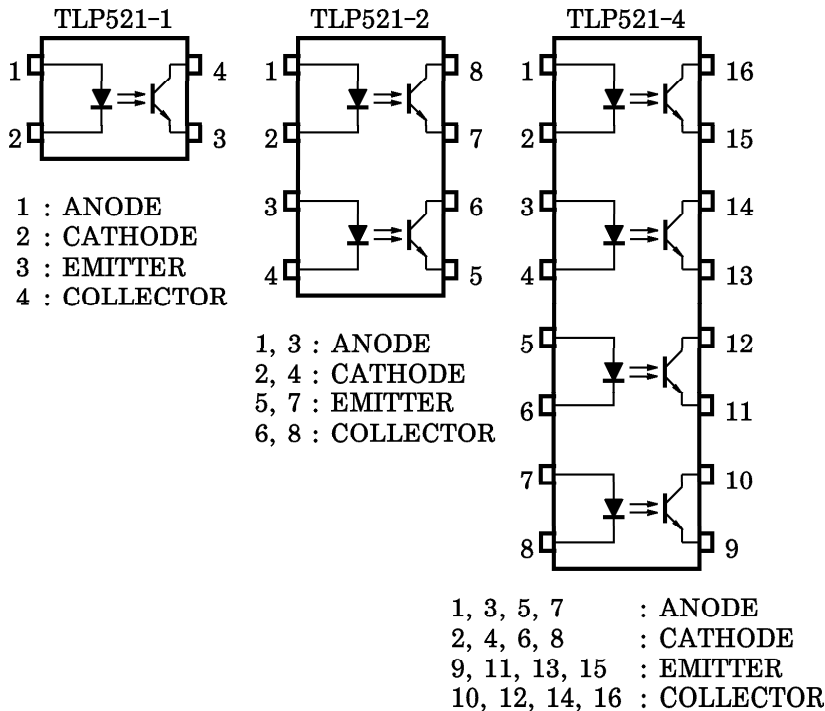 TLP521-1
1 4
2 3
1 : ANODE
2 : CATHODE
3 : EMITTER
4 : COLLECTOR
TLP521-2
1 8
2 7
3 6
4 5
1, 3 : ANODE
2, 4 : CATHODE
5, 7 : EMITTER
6, 8 : COLLECTOR
TLP521-4
1 16
2 15
3 14
4 13
5 12
6 11
7 10
8 9
1, 3, 5, 7 : ANODE
2, 4, 6, 8 : CATHODE
9, 11, 13, 15 : EMITTER
10, 12, 14, 16 : COLLECTOR